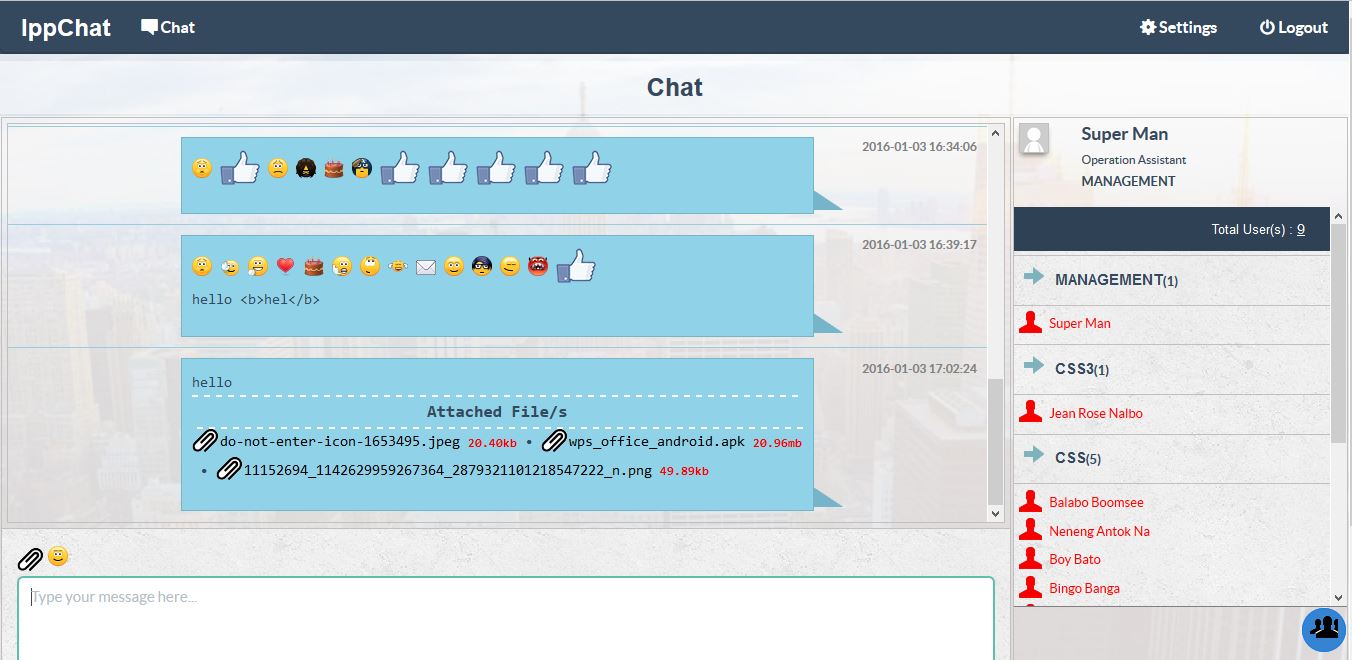 IppChat Chat Settings Logout
Chat
2016-01-03 16:34:06
2016-01-03 16:39:17
hello <b>hel</b>
2016-01-03 17:02:24
hello
Attached File/s
do-not-enter-icon-1653495.jpeg 20.40kb • wps_office_android.apk 20.96mb
• 11152694_1142629959267364_2879321101218547222_n.png 49.89kb
Type your message here...
Super Man
Operation Assistant
MANAGEMENT
Total User(s) : 9
MANAGEMENT(1)
Super Man
CSS3(1)
Jean Rose Nalbo
CSS(5)
Balabo Boomsee
Neneng Antok Na
Boy Bato
Bingo Banga